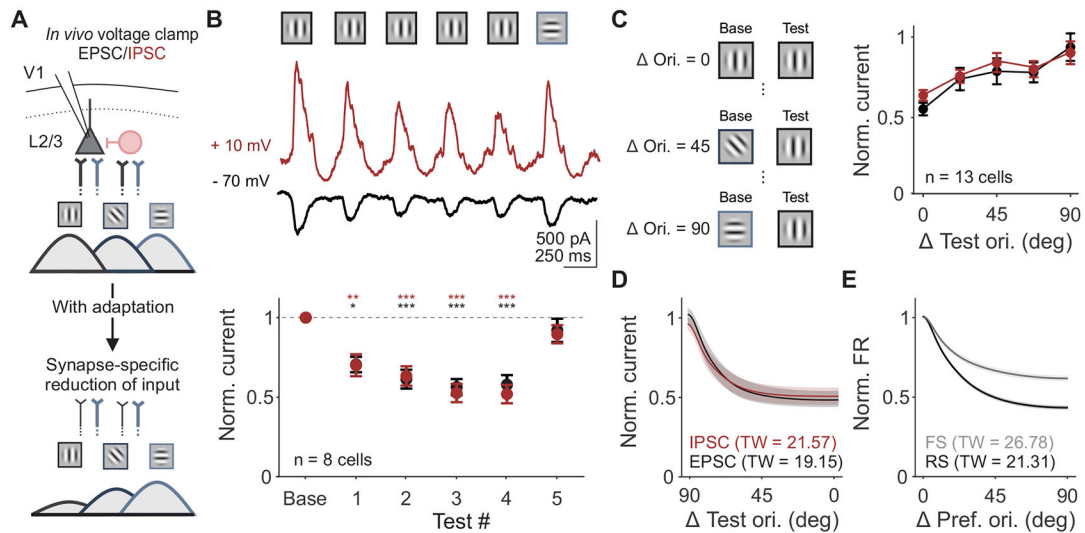 A
In vivo voltage clamp
EPSC/IPSC
V1
L2/3
With adaptation
Synapse-specific
reduction of input
B
+ 10 mV
- 70 mV
500 pA
250 ms
Norm. current
1
0.5
0
** *** *** ***
* *** *** ***
n = 8 cells
Base 1 2 3 4 5
Test #
C
Base Test
Δ Ori. = 0
⋮
Base Test
Δ Ori. = 45
⋮
Base Test
Δ Ori. = 90
Norm. current
1
0.5
0
n = 13 cells
0 45 90
Δ Test ori. (deg)
D
Norm. current
1
0.5
0
IPSC (TW = 21.57)
EPSC (TW = 19.15)
90 45 0
Δ Test ori. (deg)
E
Norm. FR
1
0.5
0
FS (TW = 26.78)
RS (TW = 21.31)
0 45 90
Δ Pref. ori. (deg)